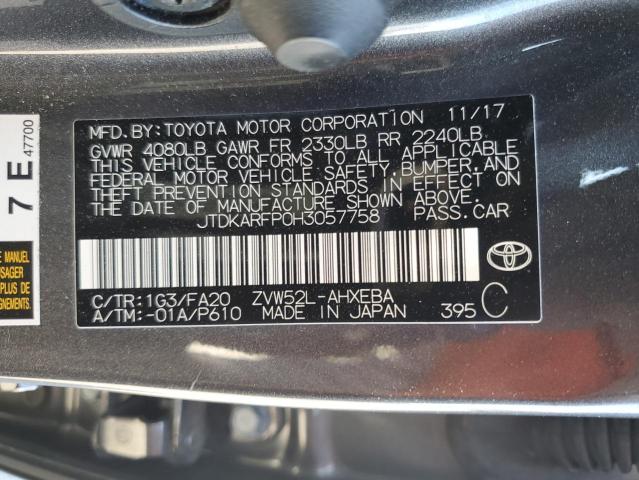 MFD.BY:TOYOTA MOTOR CORPORATION 11/17
GVWR 4080LB GAWR FR 2330LB RR 2240LB
THIS VEHICLE CONFORMS TO ALL APPLICABLE
FEDERAL MOTOR VEHICLE SAFETY,BUMPER,AND
THEFT PREVENTION STANDARDS IN EFFECT ON
THE DATE OF MANUFACTURE SHOWN ABOVE.
JTDKARFP0H3057758 PASS.CAR
C/TR:1G3/FA20 ZVW52L-AHXEBA
A/TM:-01A/P610 MADE IN JAPAN 395 C
7 E
47700
MANUEL
USAGER
PLUS DE